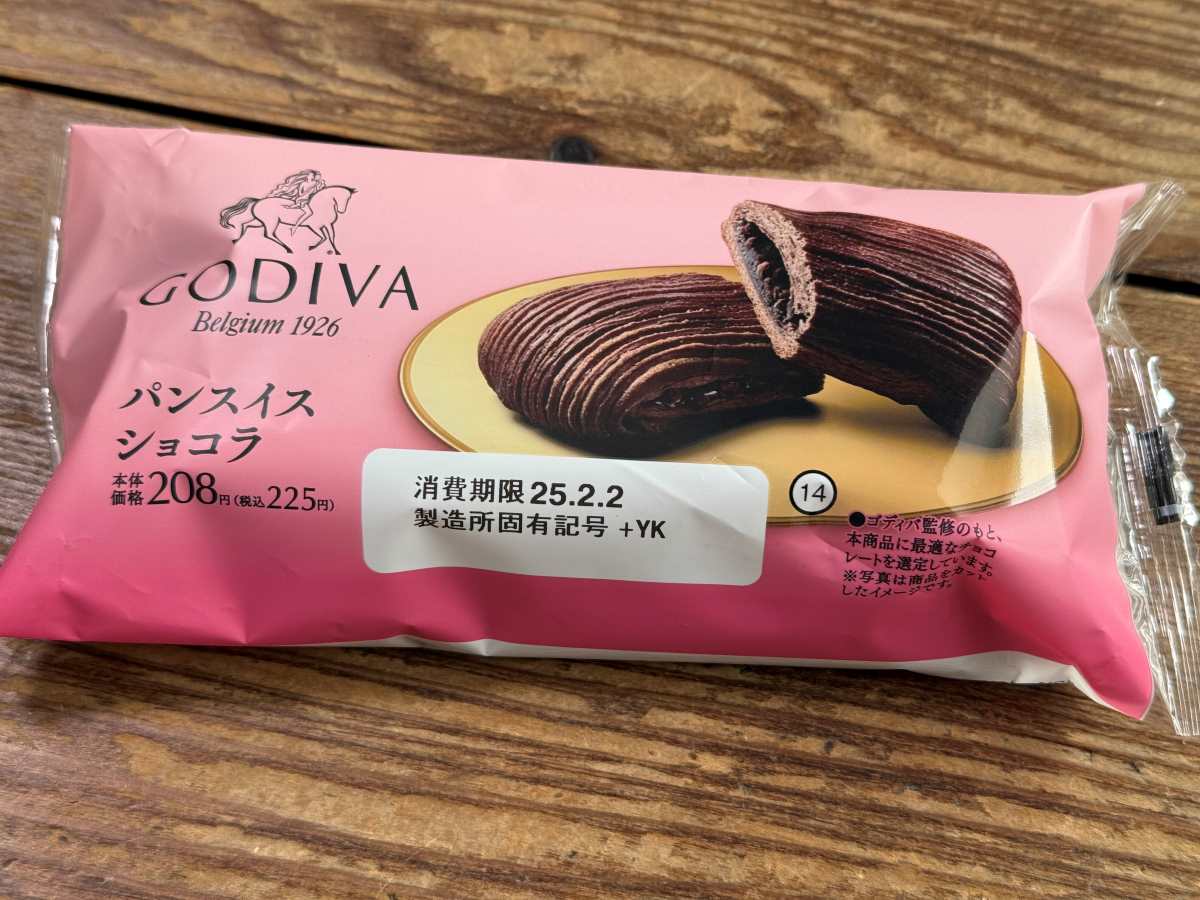 GODIVA
Belgium 1926
パンスイス
ショコラ
本体価格208円(税込225円)
消費期限 25.2.2
製造所固有記号 +YK
14
●ゴディバ監修のもと、
本商品に最適なチョコ
レートを選定しています。
※写真は商品をカット
したイメージです。